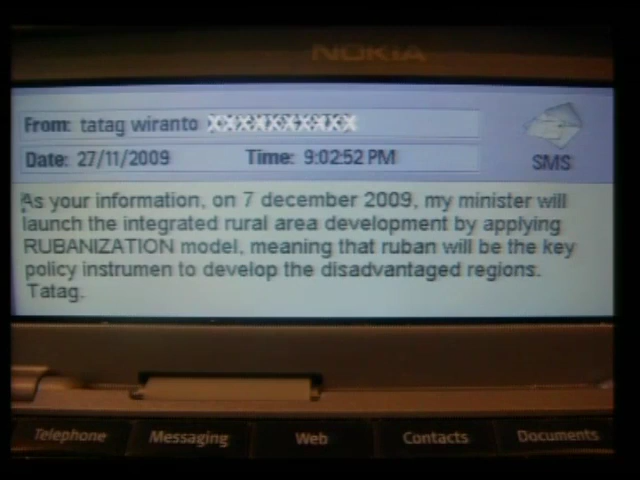 NOKIA
From: tatag wiranto XXXXXXXXXX
Date: 27/11/2009 Time: 9:02:52 PM
SMS
As your information, on 7 december 2009, my minister will
launch the integrated rural area development by applying
RUBANIZATION model, meaning that ruban will be the key
policy instrumen to develop the disadvantaged regions.
Tatag.
Telephone Messaging Web Contacts Documents